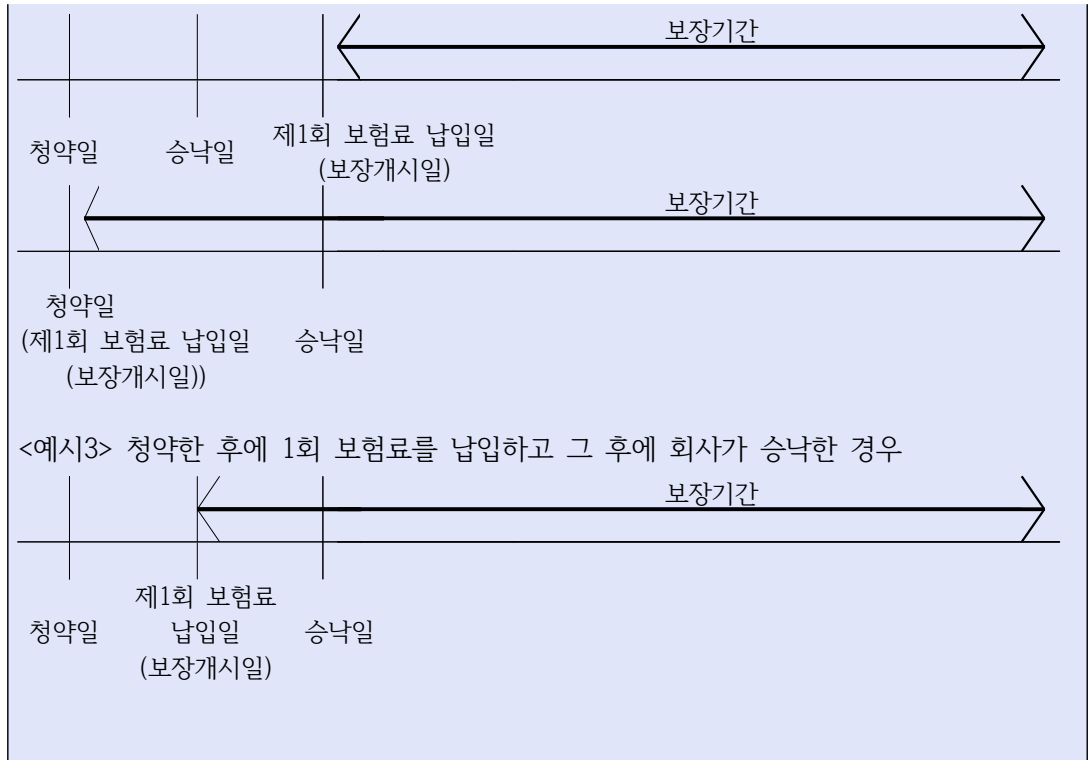 보장기간
청약일 승낙일 제1회 보험료 납입일
(보장개시일)
보장기간
청약일
(제1회 보험료 납입일 승낙일
(보장개시일))
<예시3> 청약한 후에 1회 보험료를 납입하고 그 후에 회사가 승낙한 경우
보장기간
제1회 보험료
청약일 납입일 승낙일
(보장개시일)